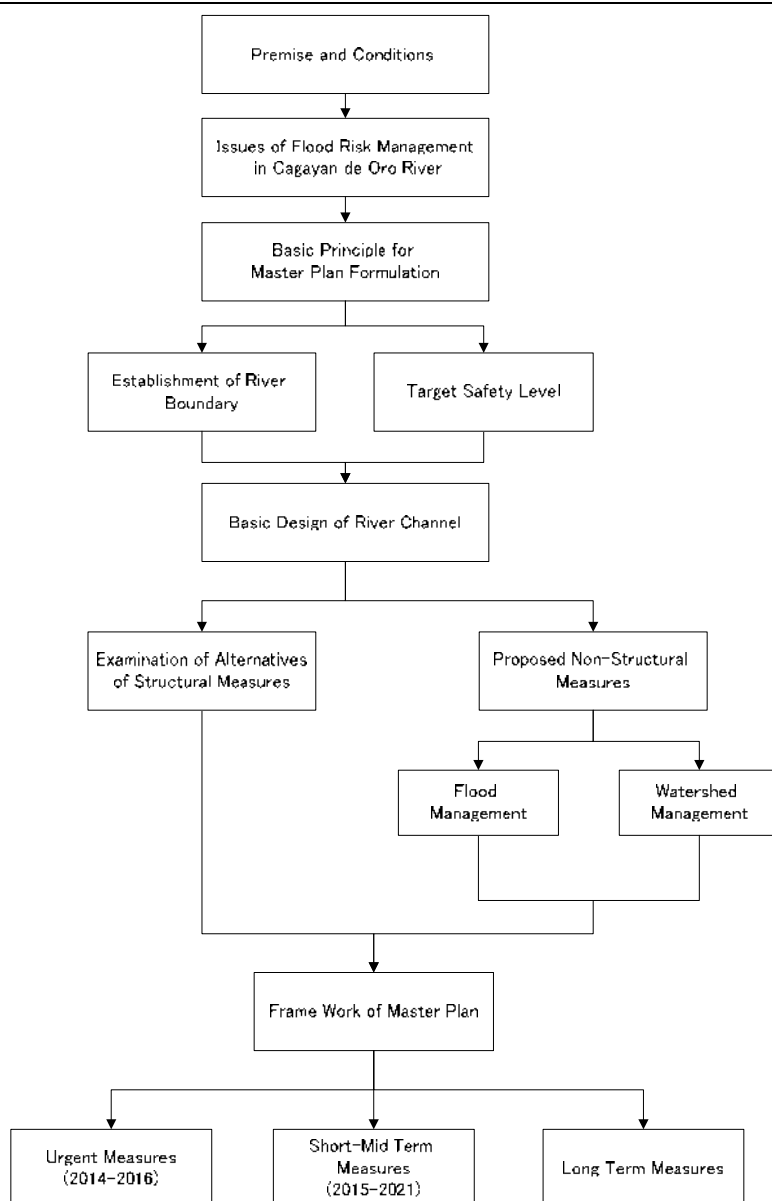 Premise and Conditions
Issues of Flood Risk Management
in Cagayan de Oro River
Basic Principle for
Master Plan Formulation
Establishment of River
Boundary
Target Safety Level
Basic Design of River Channel
Examination of Alternatives
of Structural Measures
Proposed Non-Structural
Measures
Flood
Management
Watershed
Management
Frame Work of Master Plan
Urgent Measures
(2014-2016)
Short-Mid Term
Measures
(2015-2021)
Long Term Measures